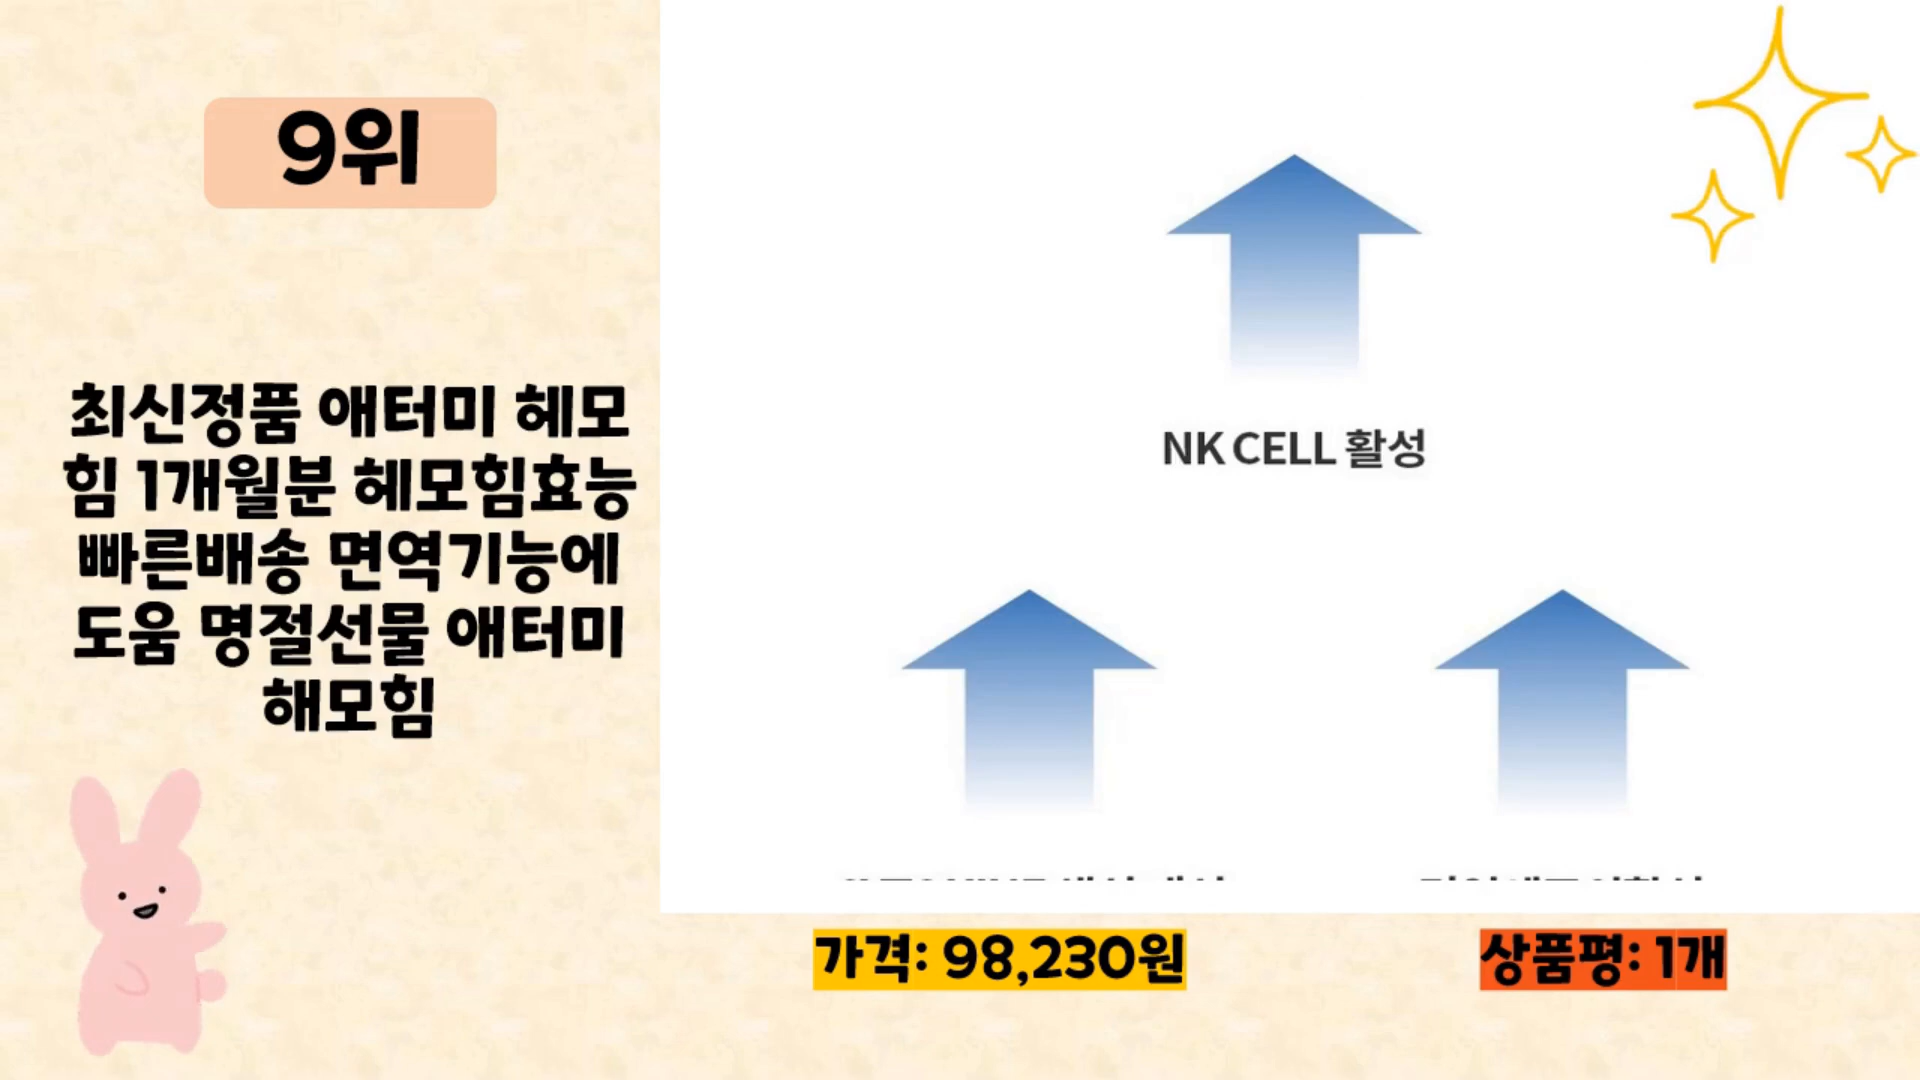 9위
최신정품 애터미 헤모
힘 1개월분 헤모힘효능
빠른배송 면역기능에
도움 명절선물 애터미
해모힘
NK CELL 활성
가격: 98,230원
상품평: 1개